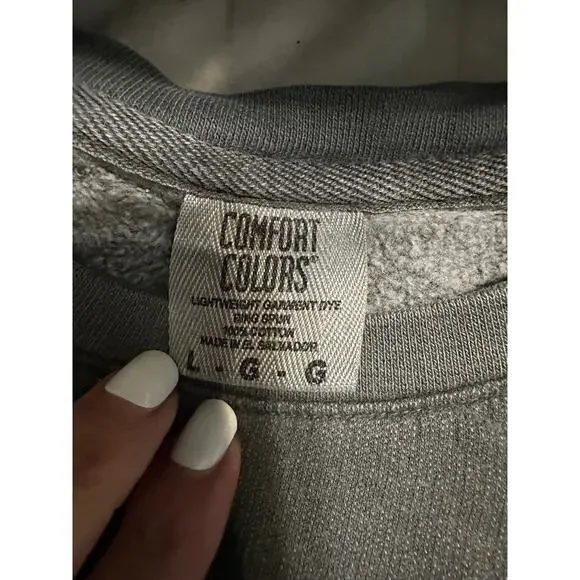 COMFORT
COLORS
LIGHTWEIGHT GARMENT DYE
RING SPUN
100% COTTON
MADE IN EL SALVADOR
L - G - G